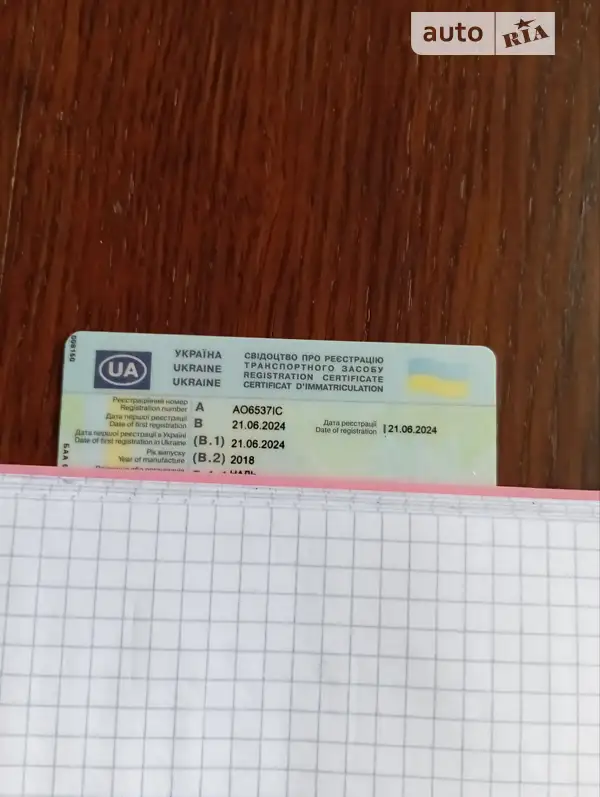 auto RIA
УКРАЇНА
UKRAINE
UKRAINE
СВІДОЦТВО ПРО РЕЄСТРАЦІЮ
ТРАНСПОРТНОГО ЗАСОБУ
REGISTRATION CERTIFICATE
CERTIFICAT D'IMMATRICULATION
UA
Реєстраційний номер
Registration number A AO6537IC
Дата першої реєстрації
Date of first registration B 21.06.2024
Дата реєстрації
Date of registration I 21.06.2024
Дата першої реєстрації в Україні
Date of first registration in Ukraine (B.1) 21.06.2024
Рік випуску
Year of manufacture (B.2) 2018